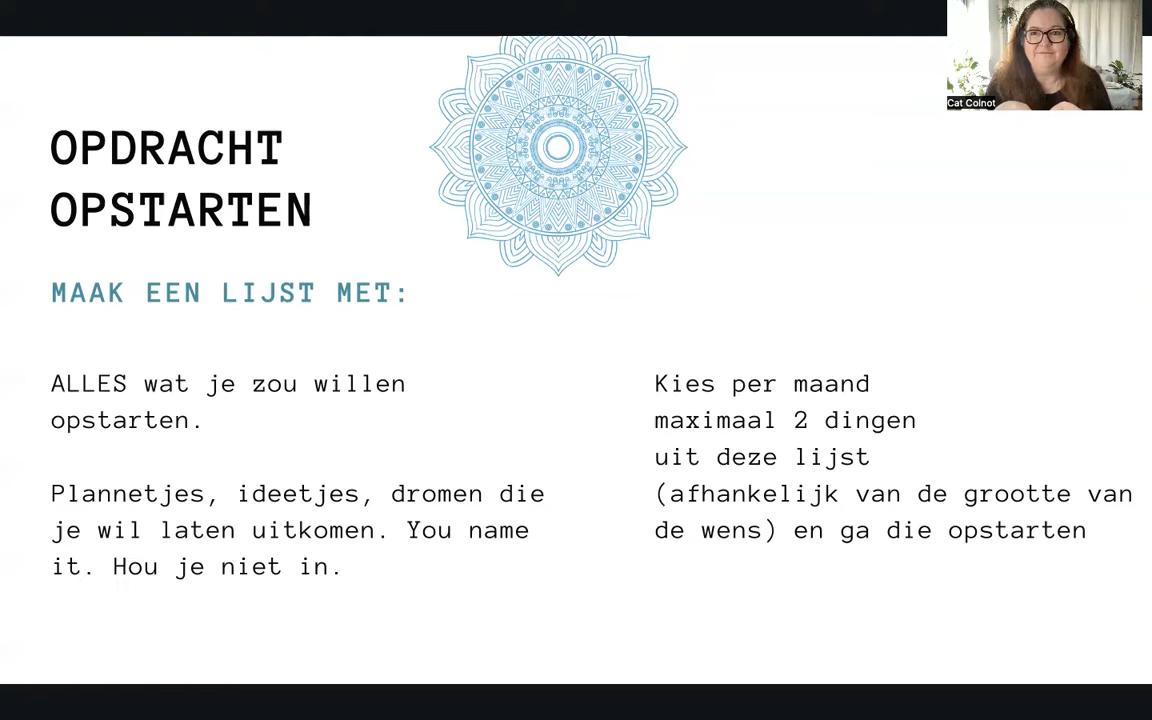 Cat Colnot
OPDRACHT
OPSTARTEN
MAAK EEN LIJST MET:
ALLES wat je zou willen
opstarten.
Plannetjes, ideetjes, dromen die
je wil laten uitkomen. You name
it. Hou je niet in.
Kies per maand
maximaal 2 dingen
uit deze lijst
(afhankelijk van de grootte van
de wens) en ga die opstarten